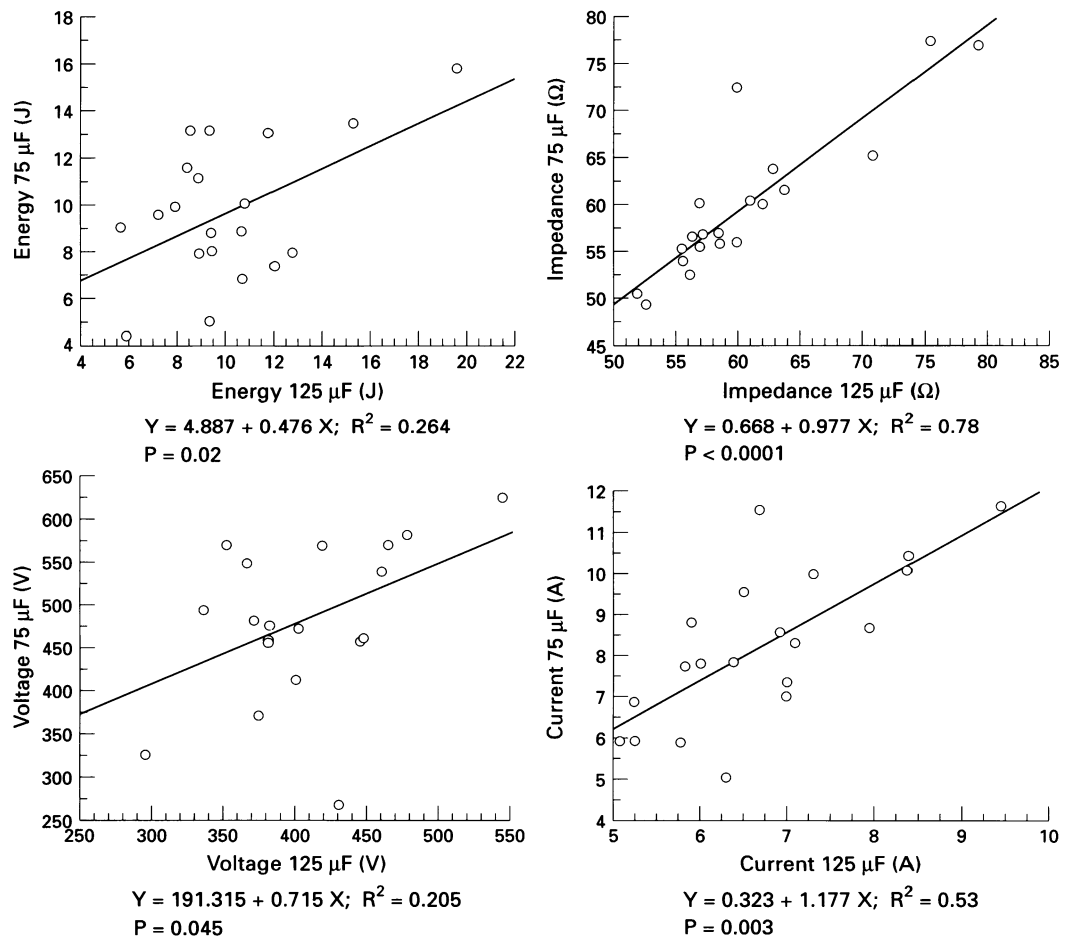 18
16
14
12
10
8
6
4
Energy 75 μF (J)
4 6 8 10 12 14 16 18 20 22
Energy 125 μF (J)
Y = 4.887 + 0.476 X; R² = 0.264
P = 0.02
80
75
70
65
60
55
50
45
Impedance 75 μF (Ω)
50 55 60 65 70 75 80 85
Impedance 125 μF (Ω)
Y = 0.668 + 0.977 X; R² = 0.78
P < 0.0001
650
600
550
500
450
400
350
300
250
Voltage 75 μF (V)
250 300 350 400 450 500 550
Voltage 125 μF (V)
Y = 191.315 + 0.715 X; R² = 0.205
P = 0.045
12
11
10
9
8
7
6
5
4
Current 75 μF (A)
5 6 7 8 9 10
Current 125 μF (A)
Y = 0.323 + 1.177 X; R² = 0.53
P = 0.003